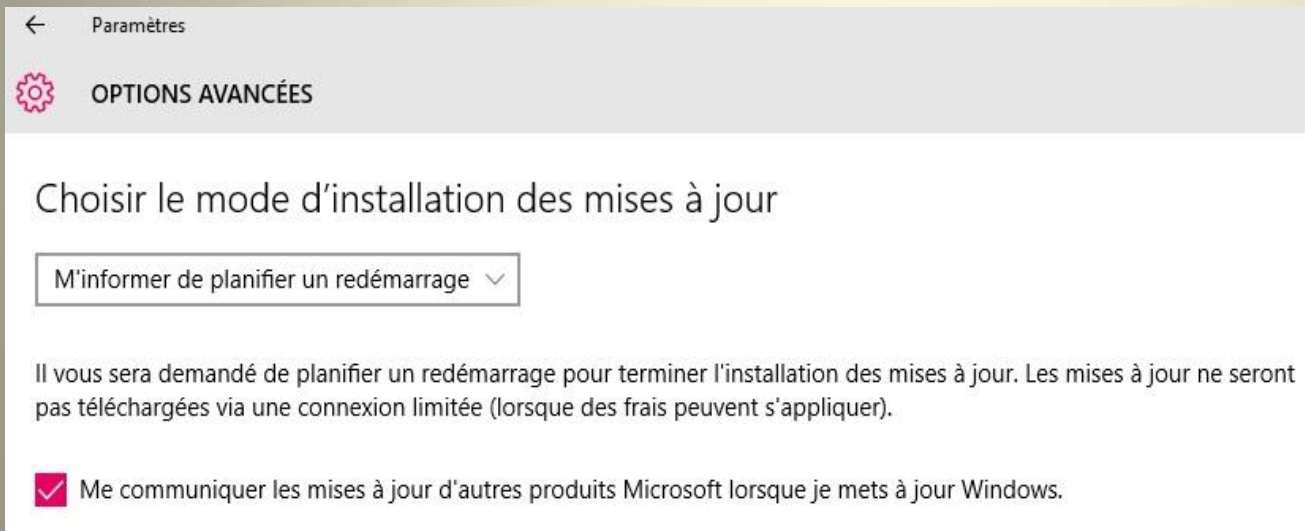 Paramètres
OPTIONS AVANCÉES
Choisir le mode d'installation des mises à jour
M'informer de planifier un redémarrage
Il vous sera demandé de planifier un redémarrage pour terminer l'installation des mises à jour. Les mises à jour ne seront
pas téléchargées via une connexion limitée (lorsque des frais peuvent s'appliquer).
Me communiquer les mises à jour d'autres produits Microsoft lorsque je mets à jour Windows.